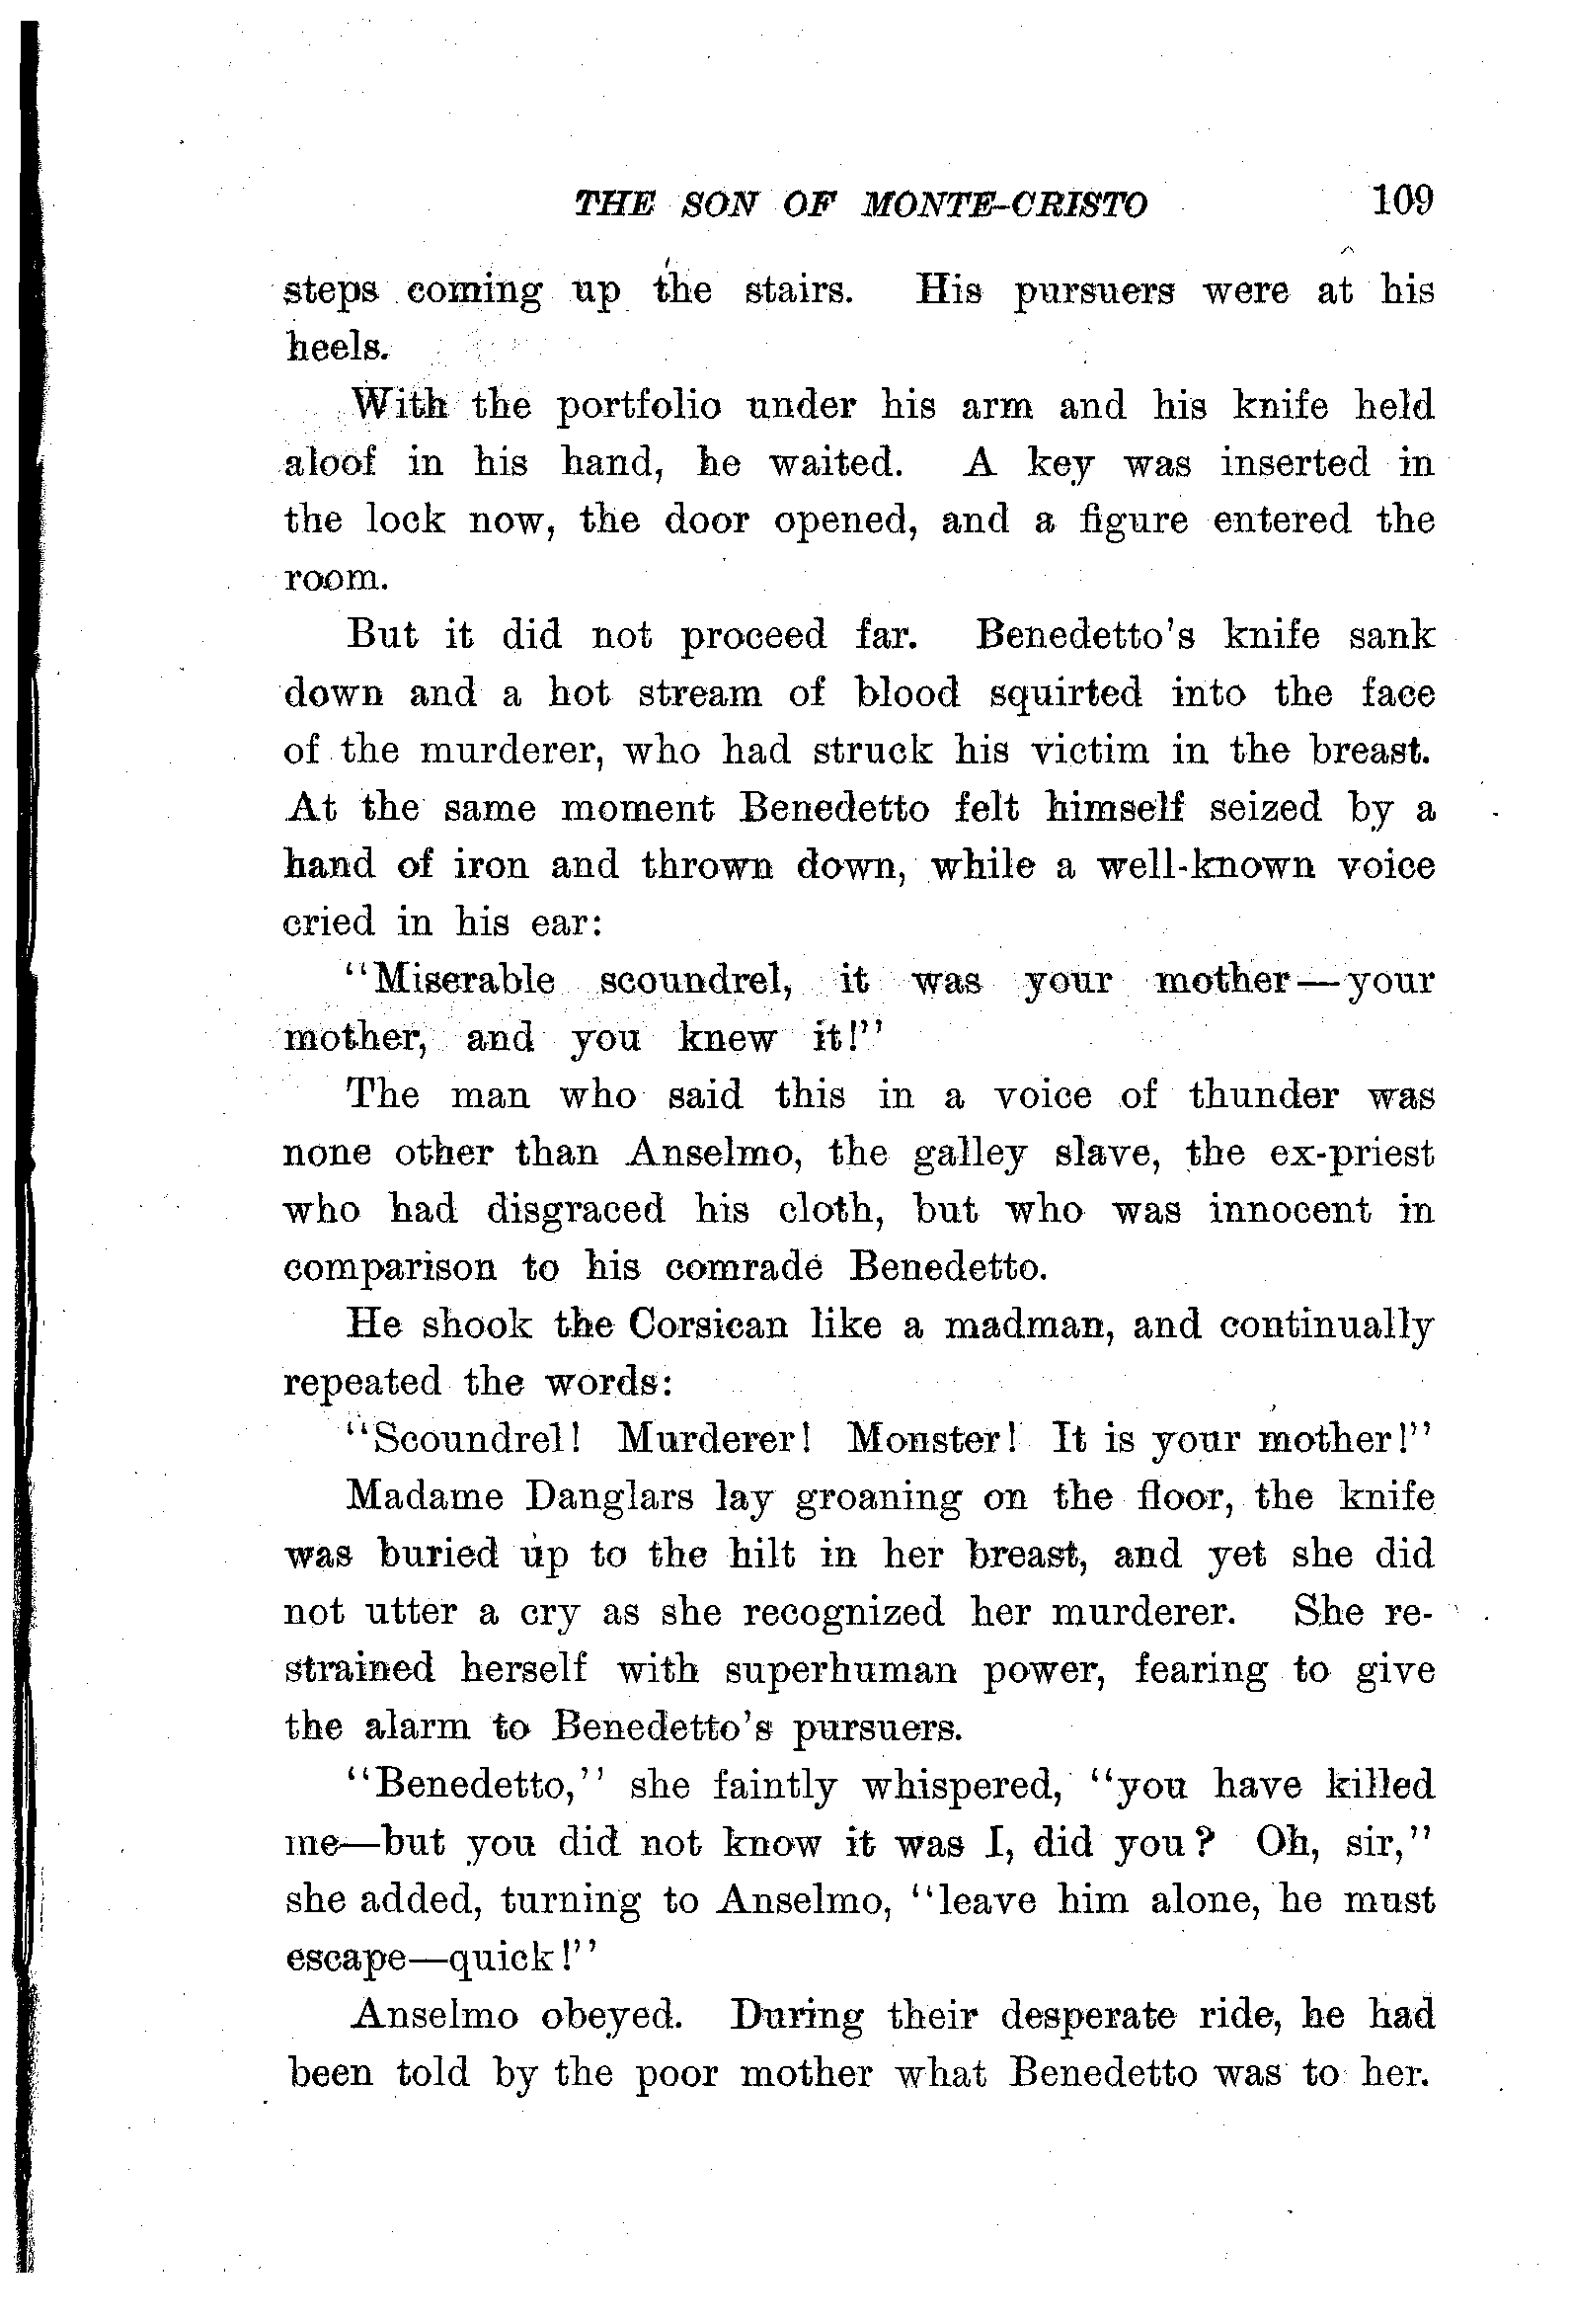 THE SON OF MONTE-CRISTO 109
steps coming up the stairs. His pursuers were at his
heels.
With the portfolio under his arm and his knife held
aloof in his hand, he waited. A key was inserted in
the lock now, the door opened, and a figure entered the
room.
But it did not proceed far. Benedetto's knife sank
down and a hot stream of blood squirted into the face
of the murderer, who had struck his victim in the breast.
At the same moment Benedetto felt himself seized by a
hand of iron and thrown down, while a well-known voice
cried in his ear:
"Miserable scoundrel, it was your mother—your
mother, and you knew it!"
The man who said this in a voice of thunder was
none other than Anselmo, the galley slave, the ex-priest
who had disgraced his cloth, but who was innocent in
comparison to his comrade Benedetto.
He shook the Corsican like a madman, and continually
repeated the words:
"Scoundrel! Murderer! Monster! It is your mother!"
Madame Danglars lay groaning on the floor, the knife
was buried up to the hilt in her breast, and yet she did
not utter a cry as she recognized her murderer. She re-
strained herself with superhuman power, fearing to give
the alarm to Benedetto's pursuers.
"Benedetto," she faintly whispered, "you have killed
me—but you did not know it was I, did you? Oh, sir,"
she added, turning to Anselmo, "leave him alone, he must
escape—quick!"
Anselmo obeyed. During their desperate ride, he had
been told by the poor mother what Benedetto was to her.